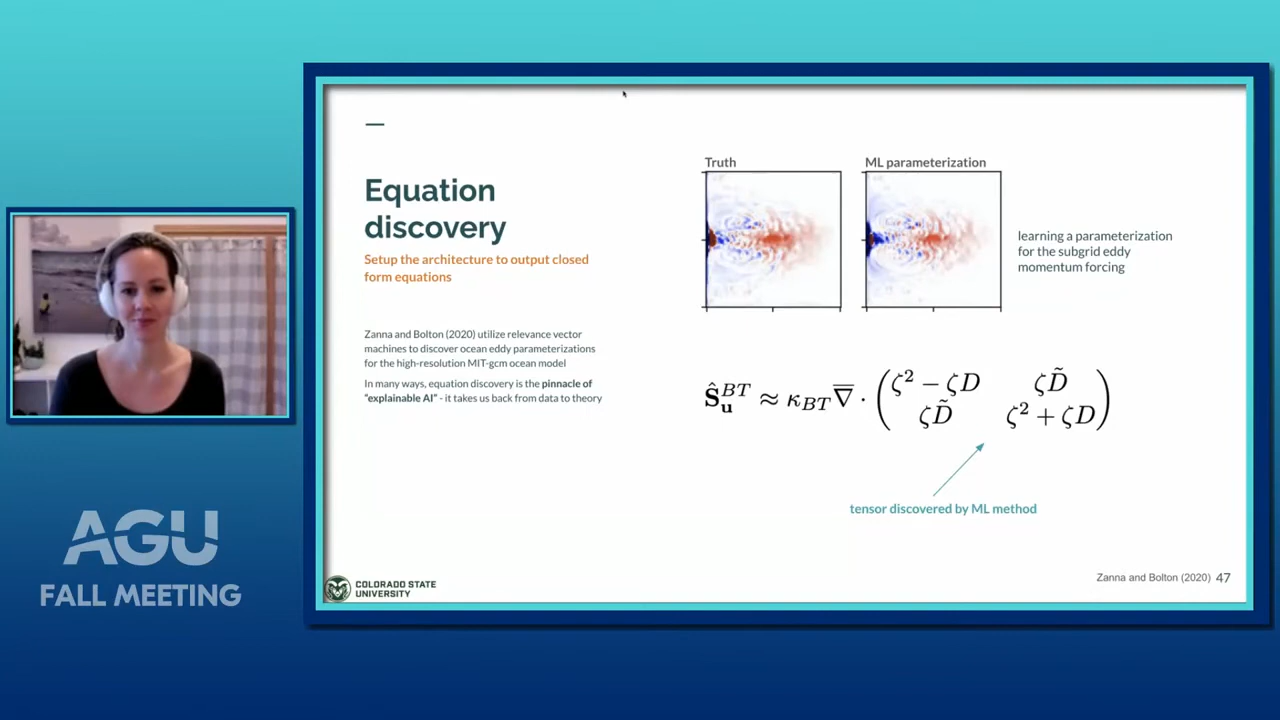 Equation
discovery
Setup the architecture to output closed
form equations
Zanna and Bolton (2020) utilize relevance vector
machines to discover ocean eddy parameterizations
for the high-resolution MIT-gcm ocean model
In many ways, equation discovery is the pinnacle of
"explainable AI" - it takes us back from data to theory
Truth
ML parameterization
learning a parameterization
for the subgrid eddy
momentum forcing
Ŝ_u^{BT} ≈ κ_{BT} ∇̅ · ( ζ² − ζD   ζD̃
ζD̃   ζ² + ζD )
tensor discovered by ML method
COLORADO STATE
UNIVERSITY
Zanna and Bolton (2020) 47
AGU
FALL MEETING